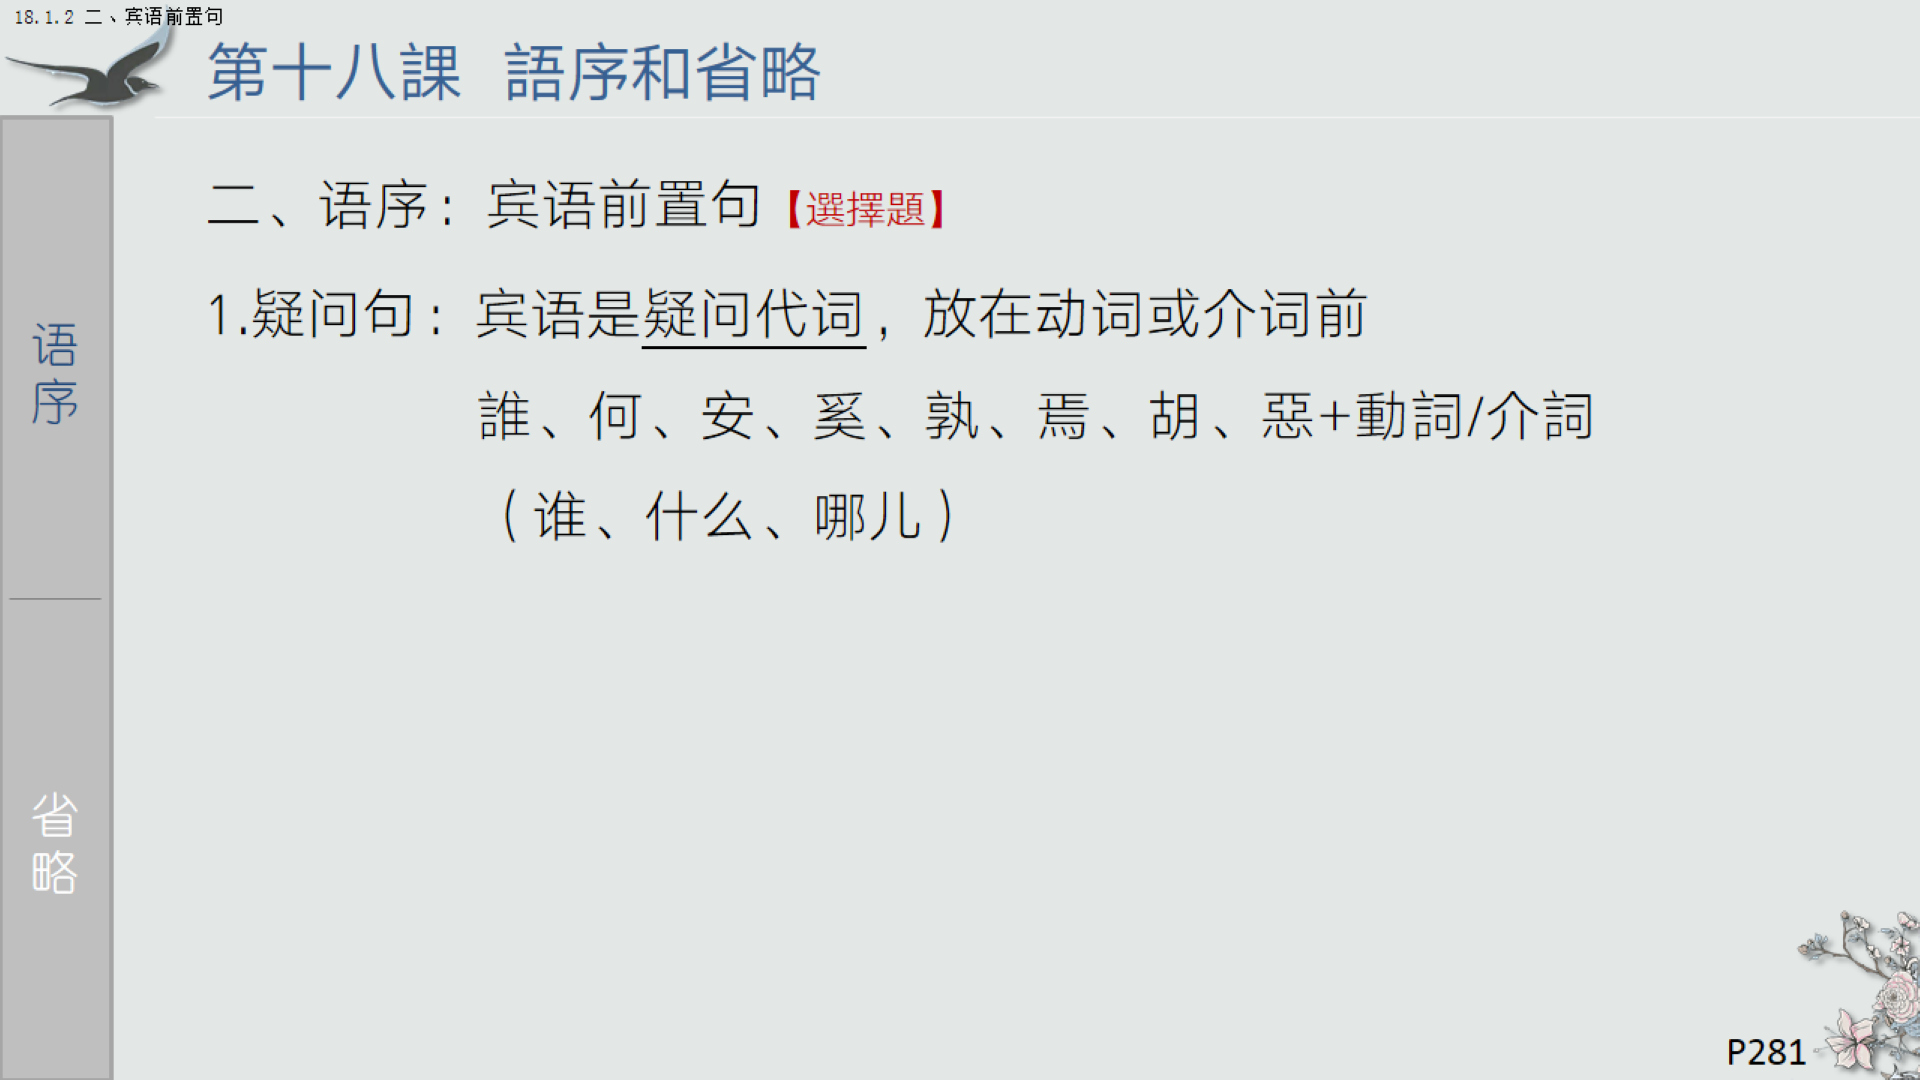 18.1.2 二、宾语前置句
第十八課 語序和省略
语序
省略
二、语序：宾语前置句【選擇題】
1.疑问句：宾语是疑问代词，放在动词或介词前
誰、何、安、奚、孰、焉、胡、惡+動詞/介詞
（谁、什么、哪儿）
P281